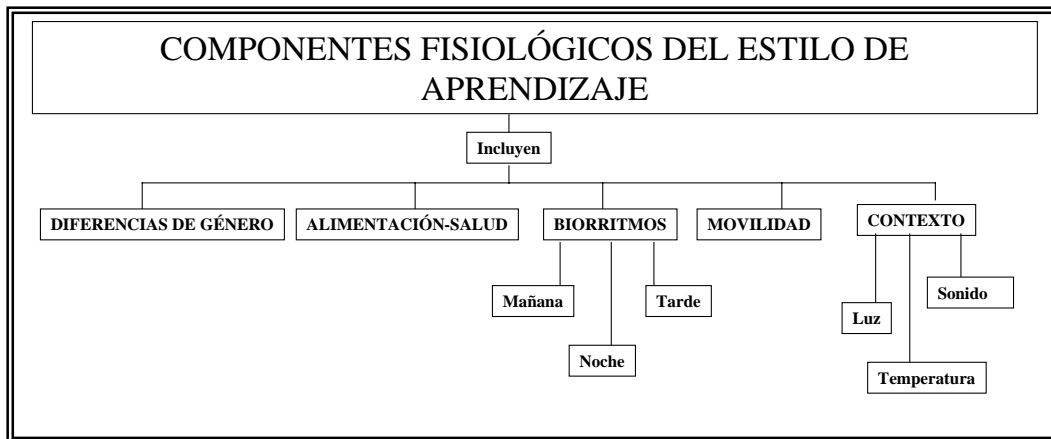 COMPONENTES FISIOLÓGICOS DEL ESTILO DE
APRENDIZAJE
Incluyen
DIFERENCIAS DE GÉNERO
ALIMENTACIÓN-SALUD
BIORRITMOS
MOVILIDAD
CONTEXTO
Mañana
Tarde
Noche
Sonido
Luz
Temperatura